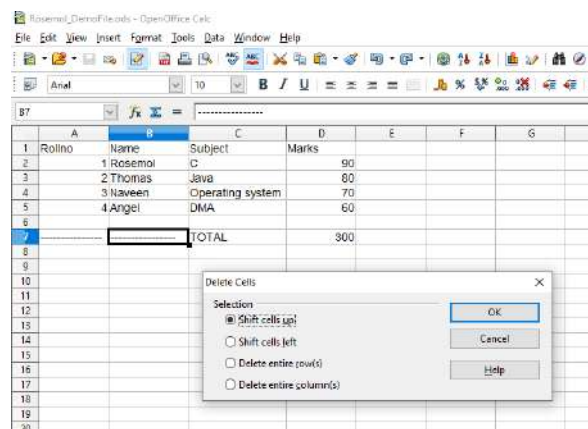 Rosemol_DemoFile.ods - OpenOffice Calc
File Edit View Insert Format Tools Data Window Help
Arial 10 B I U
B7 fx Σ = ----------------
A B C D E F G
1 Rollno Name Subject Marks
2 1 Rosemol C 90
3 2 Thomas Java 80
4 3 Naveen Operating system 70
5 4 Angel DMA 60
6
7 ---------------- ---------------- TOTAL 300
8
9
10
11
12
13
14
15
16
17
18
19
20
Delete Cells
Selection
Shift cells up
Shift cells left
Delete entire row(s)
Delete entire column(s)
OK
Cancel
Help